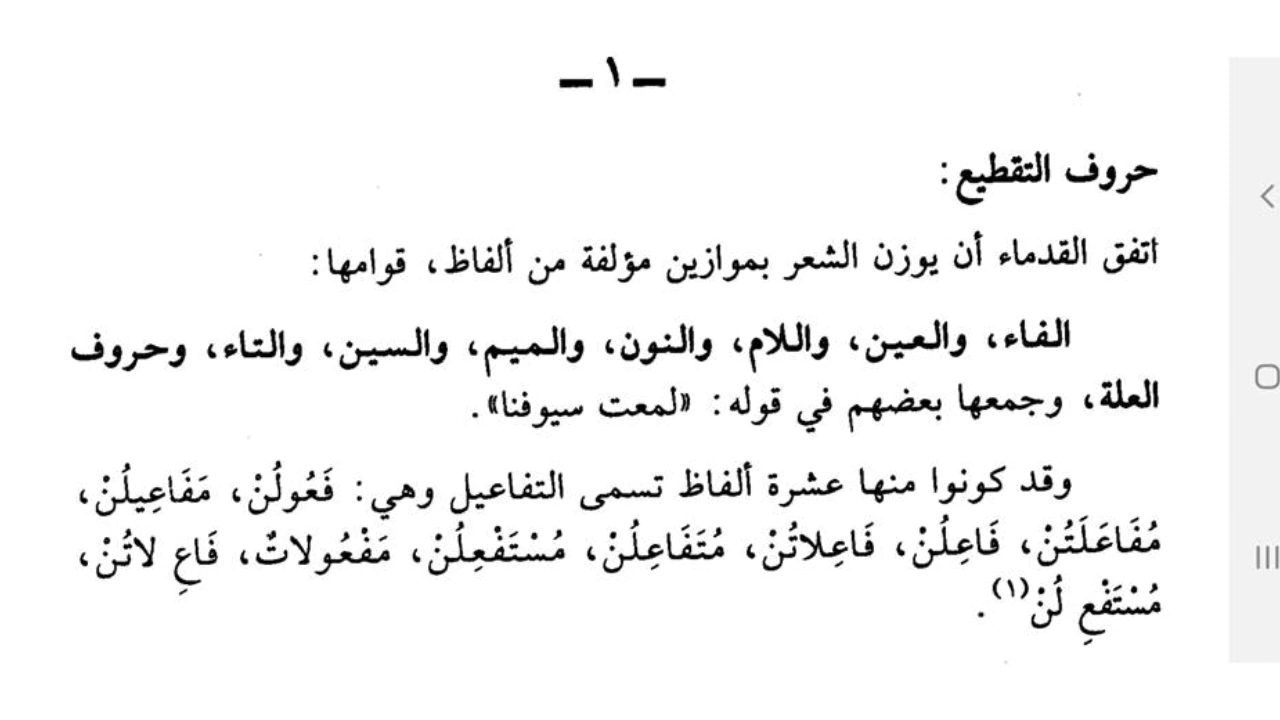 ــ ١ ــ
حروف التقطيع:
اتفق القدماء أن يوزن الشعر بموازين مؤلفة من ألفاظ، قوامها:
الفاء، والعين، واللام، والنون، والميم، والسين، والتاء، وحروف
العلة، وجمعها بعضهم في قوله: «لمعت سيوفنا».
وقد كونوا منها عشرة ألفاظ تسمى التفاعيل وهي: فَعُولُنْ، مَفَاعِيلُنْ،
مُفَاعَلَتُنْ، فَاعِلُنْ، فَاعِلاتُنْ، مُتَفَاعِلُنْ، مُسْتَفْعِلُنْ، مَفْعُولاتٌ، فَاعِ لاتُنْ،
مُسْتَفْعِ لُنْ(١).